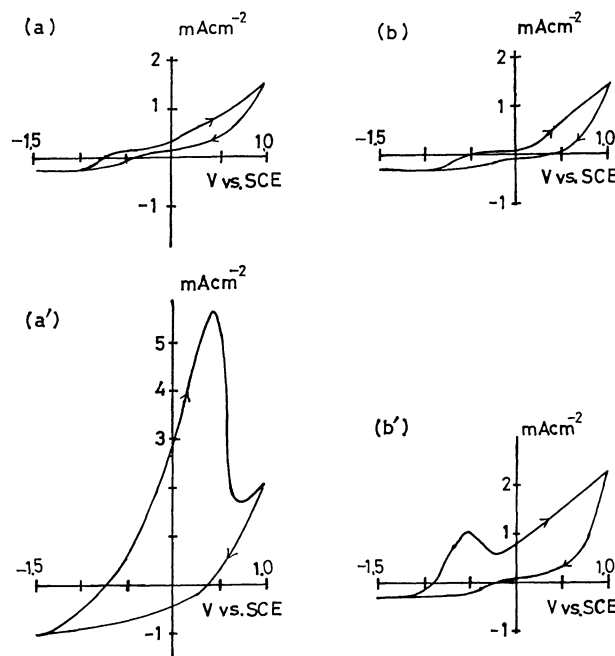 (a)
mAcm⁻²
2
1
-1.5
1.0
V vs. SCE
-1
(b)
mAcm⁻²
2
1
-1.5
1.0
V vs. SCE
-1
(a')
mAcm⁻²
5
4
3
-1.5
1.0
V vs. SCE
-1
(b')
mAcm⁻²
2
1
-1.5
1.0
V vs. SCE
-1